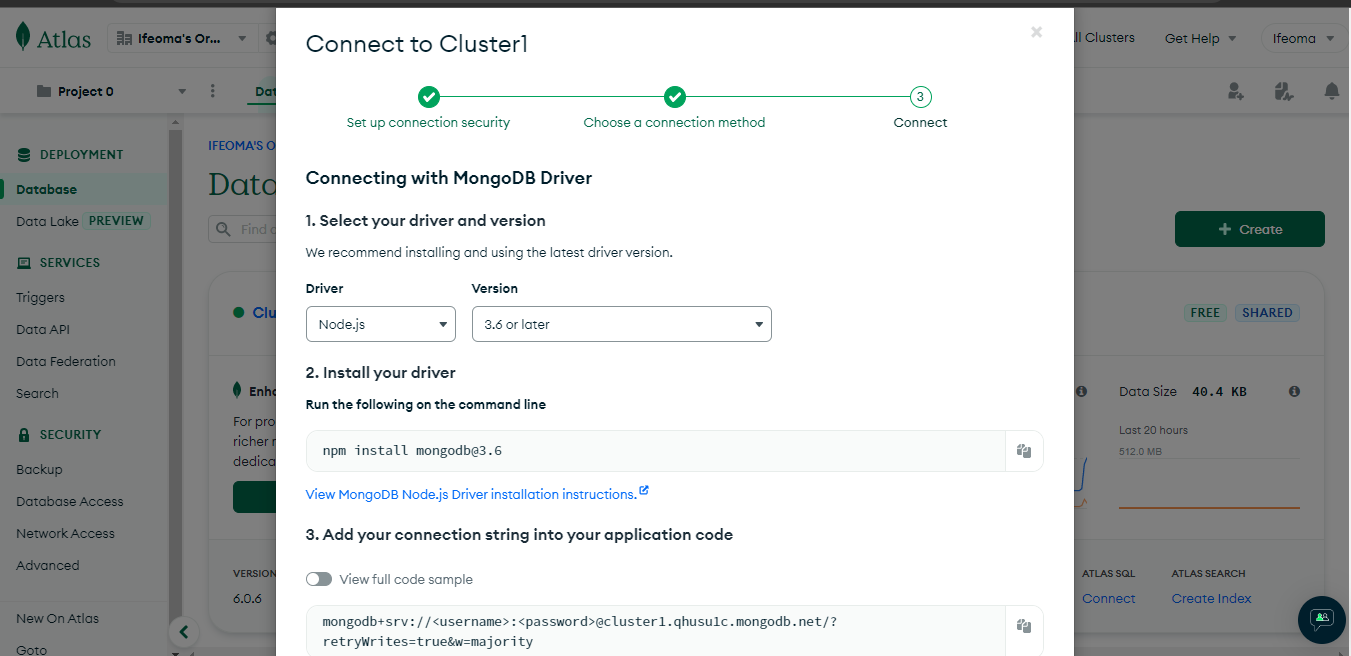 Atlas
Ifeoma's Or...
All Clusters
Get Help
Ifeoma
Project 0
DEPLOYMENT
Database
Data Lake PREVIEW
SERVICES
Triggers
Data API
Data Federation
Search
SECURITY
Backup
Database Access
Network Access
Advanced
New On Atlas
Goto
IFEOMA'S O
Data
Find
Create
FREE
SHARED
For pro
richer
dedica
VERSION
6.0.6
Data Size 40.4 KB
Last 20 hours
512.0 MB
ATLAS SQL
Connect
ATLAS SEARCH
Create Index
Connect to Cluster1
Set up connection security
Choose a connection method
3
Connect
Connecting with MongoDB Driver
1. Select your driver and version
We recommend installing and using the latest driver version.
Driver
Version
Node.js
3.6 or later
2. Install your driver
Run the following on the command line
npm install mongodb@3.6
View MongoDB Node.js Driver installation instructions.
3. Add your connection string into your application code
View full code sample
mongodb+srv://<username>:<password>@cluster1.qhusu1c.mongodb.net/?
retryWrites=true&w=majority